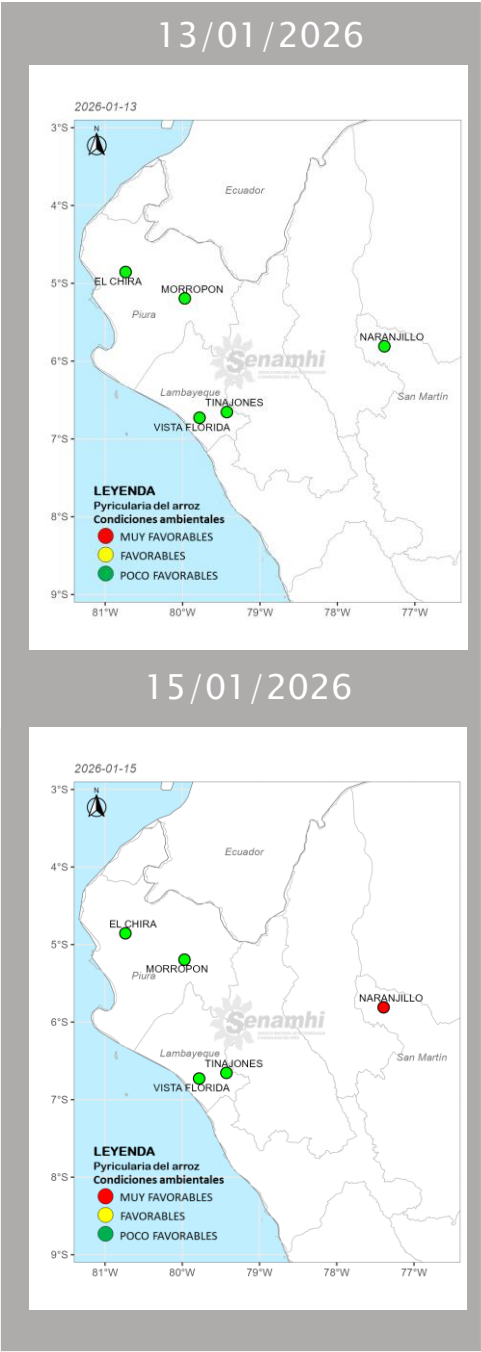 13/01/2026
2026-01-13
3°S
N
4°S
Ecuador
5°S
EL CHIRA
MORROPON
Piura
NARANJILLO
6°S
Senamhi
Lambayeque
San Martín
TINAJONES
VISTA FLORIDA
7°S
LEYENDA
Pyricularia del arroz
Condiciones ambientales
8°S
MUY FAVORABLES
FAVORABLES
POCO FAVORABLES
9°S
81°W 80°W 79°W 78°W 77°W
15/01/2026
2026-01-15
3°S
N
4°S
Ecuador
EL CHIRA
5°S
MORROPON
Piura
NARANJILLO
6°S
Senamhi
Lambayeque
San Martín
TINAJONES
VISTA FLORIDA
7°S
LEYENDA
Pyricularia del arroz
Condiciones ambientales
8°S
MUY FAVORABLES
FAVORABLES
POCO FAVORABLES
9°S
81°W 80°W 79°W 78°W 77°W